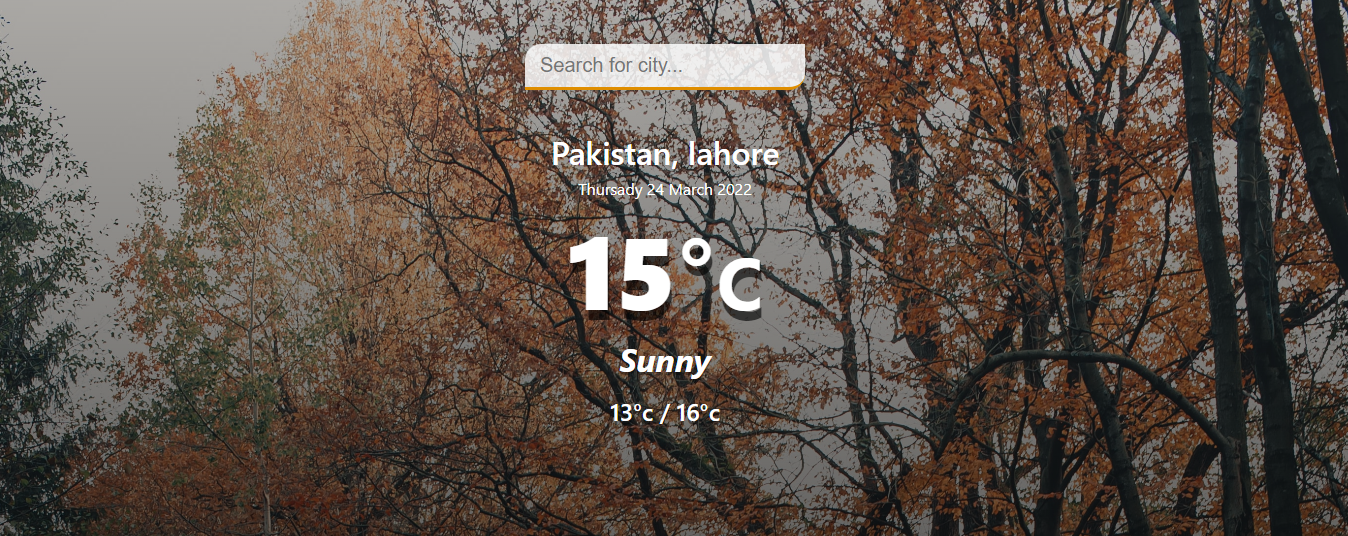 Search for city...
Pakistan, lahore
Thursady 24 March 2022
15°c
Sunny
13°c / 16°c